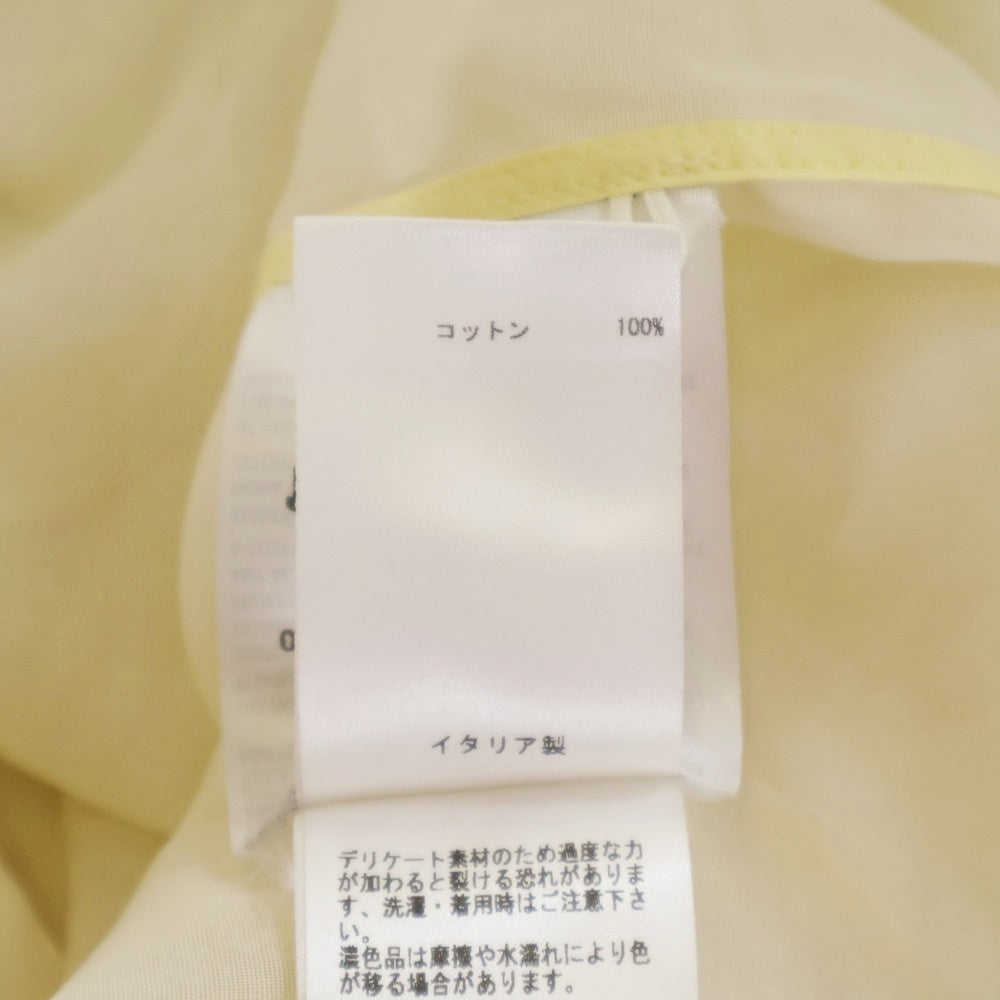 コットン 100%
イタリア製
デリケート素材のため過度な力
が加わると裂ける恐れがありま
す、洗濯・着用時はご注意下さ
い。
濃色品は摩擦や水濡れにより色
が移る場合があります。